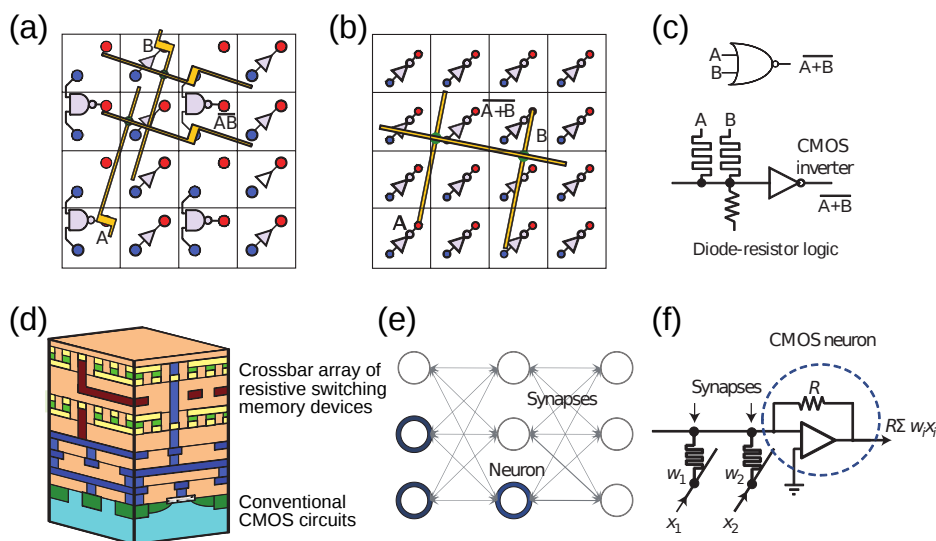 (a)
B
A̅B̅
A
(b)
A̅+̅B̅
B
A
(c)
A
B
A̅+̅B̅
A
B
CMOS
inverter
A̅+̅B̅
Diode-resistor logic
(d)
Crossbar array of
resistive switching
memory devices
Conventional
CMOS circuits
(e)
Synapses
Neuron
(f)
CMOS neuron
Synapses
R
RΣ wᵢxᵢ
w₁
w₂
x₁
x₂